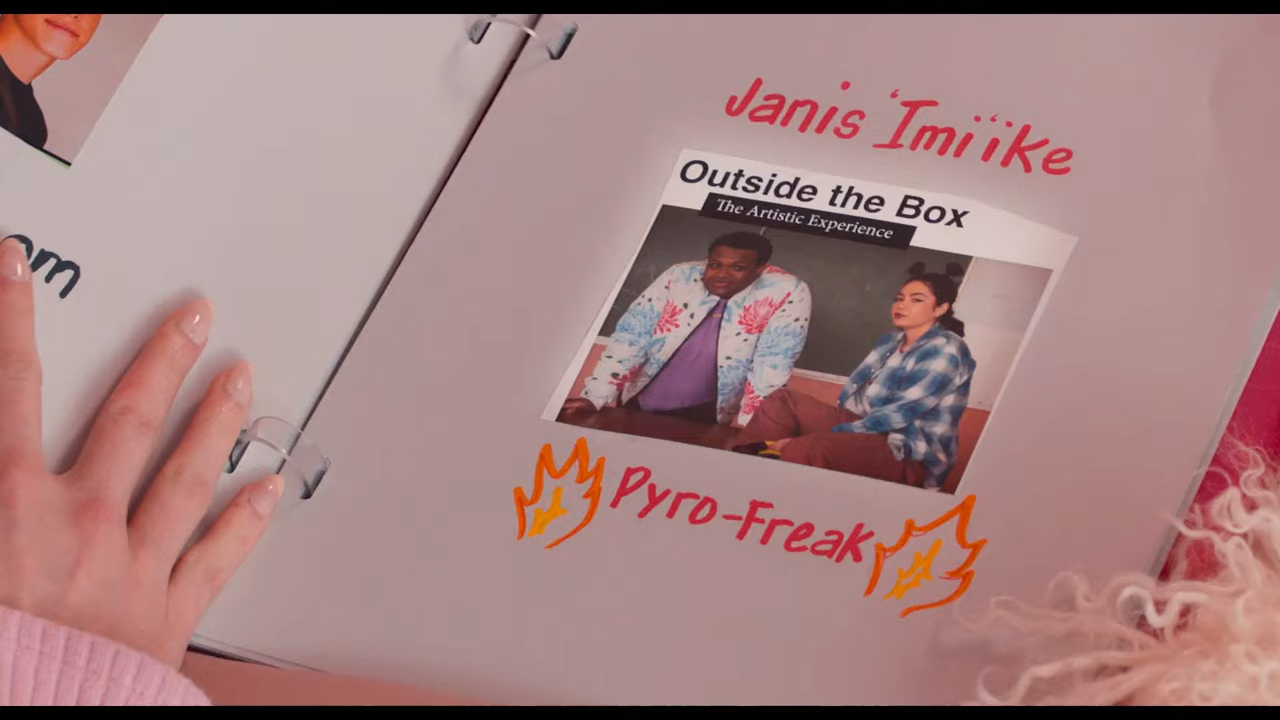 Janis 'Imi'ike
Outside the Box
The Artistic Experience
Pyro-Freak